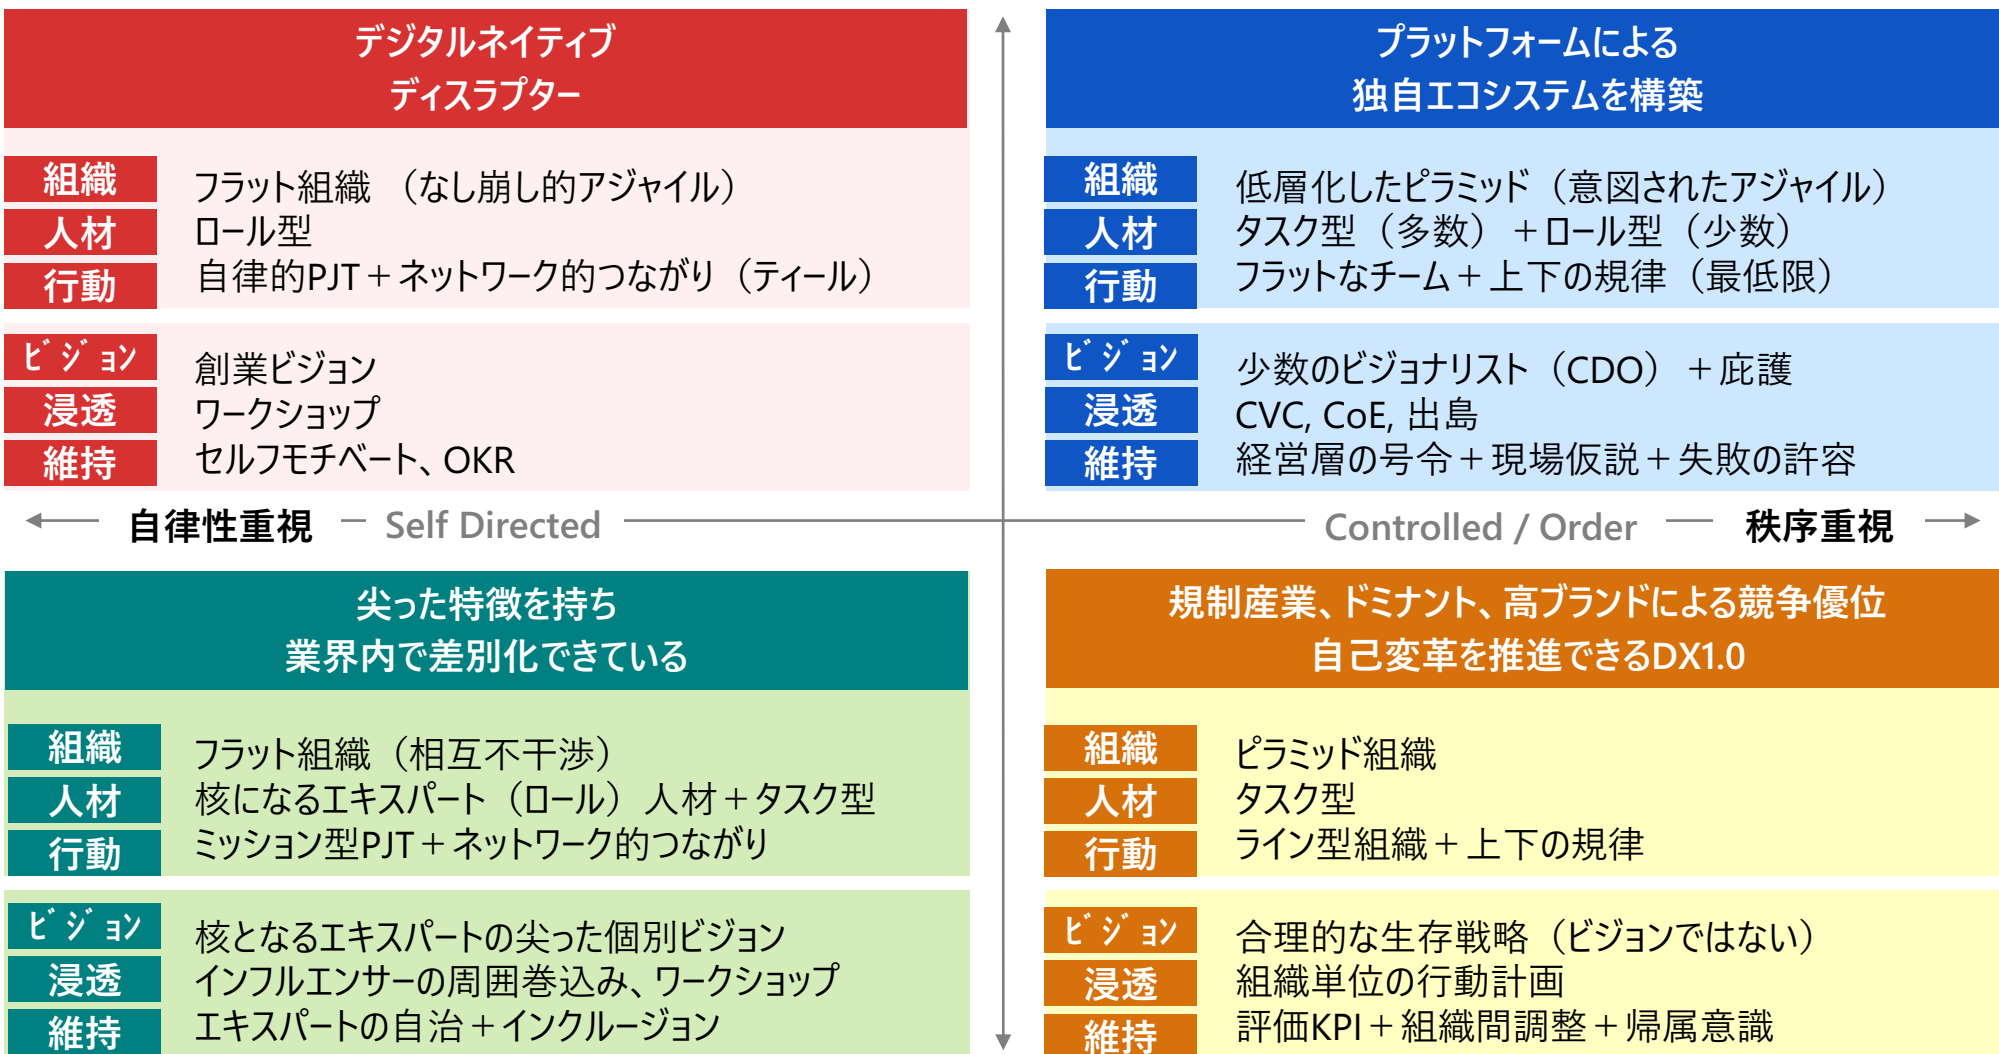 デジタルネイティブ
ディスラプター
組織
フラット組織 （なし崩し的アジャイル）
人材
ロール型
行動
自律的PJT＋ネットワーク的つながり（ティール）
ビジョン
創業ビジョン
浸透
ワークショップ
維持
セルフモチベート、OKR
プラットフォームによる
独自エコシステムを構築
組織
低層化したピラミッド（意図されたアジャイル）
人材
タスク型（多数）＋ロール型（少数）
行動
フラットなチーム＋上下の規律（最低限）
ビジョン
少数のビジョナリスト（CDO）＋庇護
浸透
CVC, CoE, 出島
維持
経営層の号令＋現場仮説＋失敗の許容
自律性重視 Self Directed Controlled / Order 秩序重視
尖った特徴を持ち
業界内で差別化できている
組織
フラット組織（相互不干渉）
人材
核になるエキスパート（ロール）人材＋タスク型
行動
ミッション型PJT＋ネットワーク的つながり
ビジョン
核となるエキスパートの尖った個別ビジョン
浸透
インフルエンサーの周囲巻込み、ワークショップ
維持
エキスパートの自治＋インクルージョン
規制産業、ドミナント、高ブランドによる競争優位
自己変革を推進できるDX1.0
組織
ピラミッド組織
人材
タスク型
行動
ライン型組織＋上下の規律
ビジョン
合理的な生存戦略（ビジョンではない）
浸透
組織単位の行動計画
維持
評価KPI＋組織間調整＋帰属意識